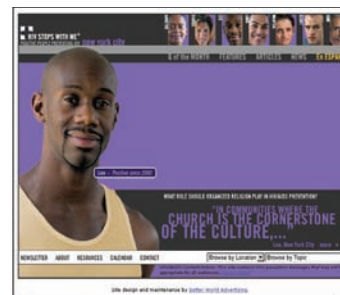 HIV STOPS WITH ME
new york city
Q of the MONTH FEATURES ARTICLES NEWS En ESPAÑ
Lee - Positive since 2000
WHAT ROLE SHOULD ORGANIZED RELIGION PLAY IN HIV/AIDS PREVENTION?
"IN COMMUNITIES WHERE THE
CHURCH IS THE CORNERSTONE
OF THE CULTURE,..."
Lee, New York City more
NEWSLETTER ABOUT RESOURCES CALENDAR CONTACT Browse by Location Browse by Topic
Site design and maintenance by Better World Advertising.